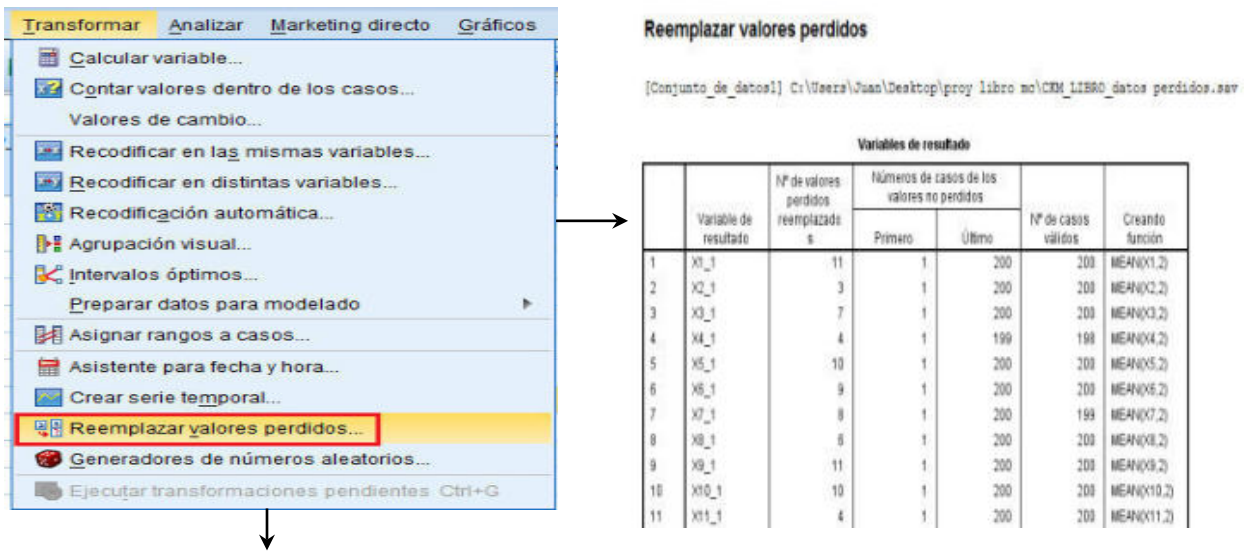 Transformar Analizar Marketing directo Gráficos
Calcular variable...
Contar valores dentro de los casos...
Valores de cambio...
Recodificar en las mismas variables...
Recodificar en distintas variables...
Recodificación automática...
Agrupación visual...
Intervalos óptimos...
Preparar datos para modelado
Asignar rangos a casos...
Asistente para fecha y hora...
Crear serie temporal...
Reemplazar valores perdidos...
Generadores de números aleatorios...
Ejecutar transformaciones pendientes Ctrl+G
Reemplazar valores perdidos
[Conjunto_de_datos1] C:\Users\Juan\Desktop\proy libro mc\CRM_LIBRO_datos perdidos.sav
Variables de resultado
Variable de resultado
Nº de valores perdidos reemplazado s
Números de casos de los valores no perdidos
Primero Último
Nº de casos válidos
Creando función
1 X1_1 11 1 200 200 MEAN(X1,2)
2 X2_1 3 1 200 200 MEAN(X2,2)
3 X3_1 7 1 200 200 MEAN(X3,2)
4 X4_1 4 1 199 198 MEAN(X4,2)
5 X5_1 10 1 200 200 MEAN(X5,2)
6 X6_1 9 1 200 200 MEAN(X6,2)
7 X7_1 8 1 200 199 MEAN(X7,2)
8 X8_1 6 1 200 200 MEAN(X8,2)
9 X9_1 11 1 200 200 MEAN(X9,2)
10 X10_1 10 1 200 200 MEAN(X10,2)
11 X11_1 4 1 200 200 MEAN(X11,2)